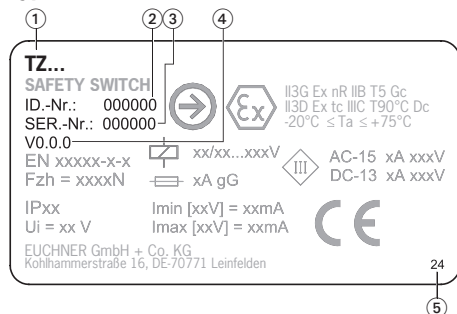 1 2 3 4
TZ...
SAFETY SWITCH
ID.-Nr.: 000000
SER.-Nr.: 000000
V0.0.0
Ex
II3G Ex nR IIB T5 Gc
II3D Ex tc IIIC T90°C Dc
-20°C ≤Ta ≤+75°C
EN xxxxx-x-x
Fzh = xxxxN
xx/xx...xxxV
xA gG
III
AC-15 xA xxxV
DC-13 xA xxxV
IPxx
Ui = xx V
Imin [xxV] = xxmA
Imax [xxV] = xxmA
CE
EUCHNER GmbH + Co. KG
Kohlhammerstraße 16, DE-70771 Leinfelden
24
5